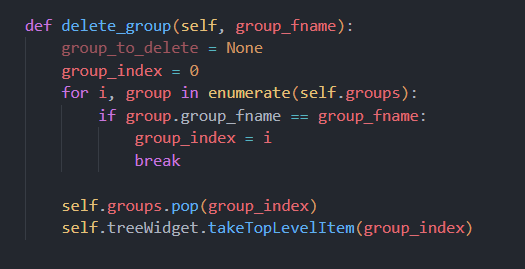 def delete_group(self, group_fname):
    group_to_delete = None
    group_index = 0
    for i, group in enumerate(self.groups):
        if group.group_fname == group_fname:
            group_index = i
            break

    self.groups.pop(group_index)
    self.treeWidget.takeTopLevelItem(group_index)